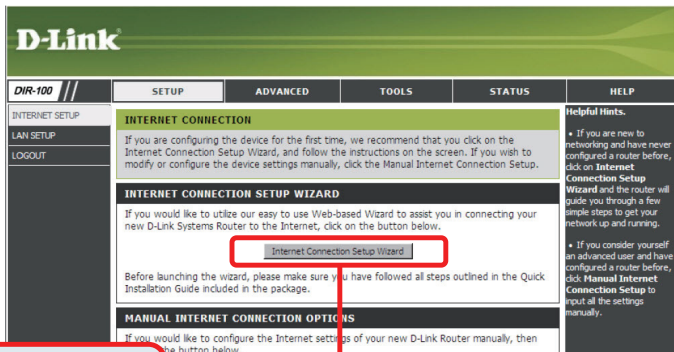 D-Link
DIR-100
SETUP
ADVANCED
TOOLS
STATUS
HELP
INTERNET SETUP
LAN SETUP
LOGOUT
INTERNET CONNECTION
If you are configuring the device for the first time, we recommend that you click on the
Internet Connection Setup Wizard, and follow the instructions on the screen. If you wish to
modify or configure the device settings manually, click the Manual Internet Connection Setup.
INTERNET CONNECTION SETUP WIZARD
If you would like to utilize our easy to use Web-based Wizard to assist you in connecting your
new D-Link Systems Router to the Internet, click on the button below.
Internet Connection Setup Wizard
Before launching the wizard, please make sure you have followed all steps outlined in the Quick
Installation Guide included in the package.
MANUAL INTERNET CONNECTION OPTIONS
If you would like to configure the Internet settings of your new D-Link Router manually, then
the button below.
Helpful Hints.
• If you are new to
networking and have never
configured a router before,
click on Internet
Connection Setup
Wizard and the router will
guide you through a few
simple steps to get your
network up and running.
• If you consider yourself
an advanced user and have
configured a router before,
click Manual Internet
Connection Setup to
input all the settings
manually.